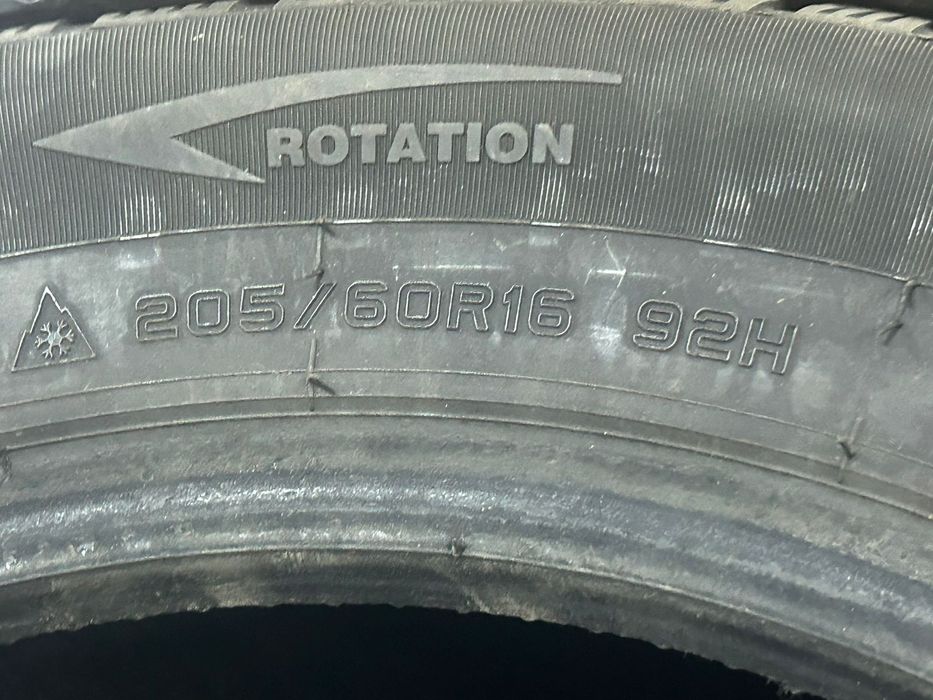 ROTATION
205/60R16 92H